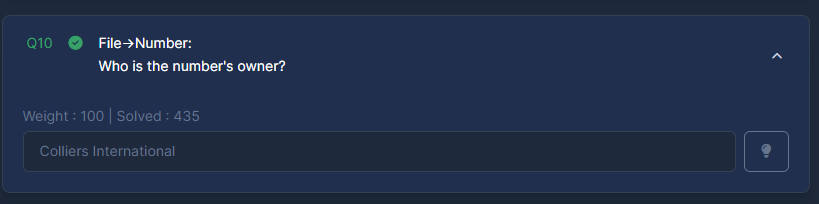 Q10 File→Number:
Who is the number's owner?
Weight : 100 | Solved : 435
Colliers International